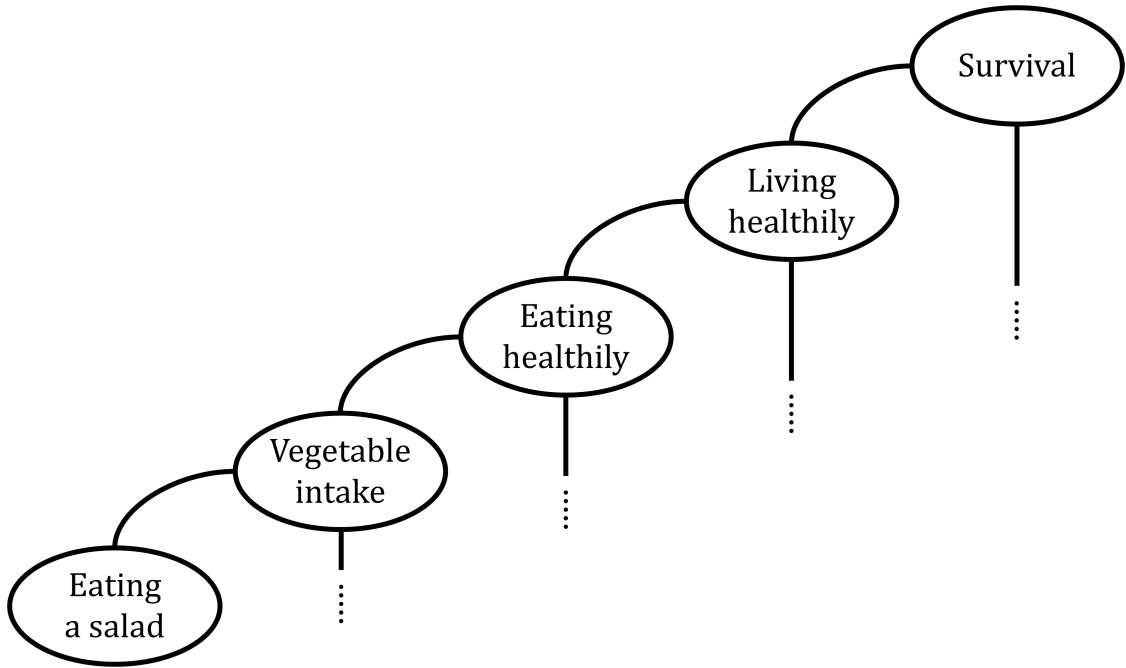 Survival
Living
healthily
Eating
healthily
Vegetable
intake
Eating
a salad